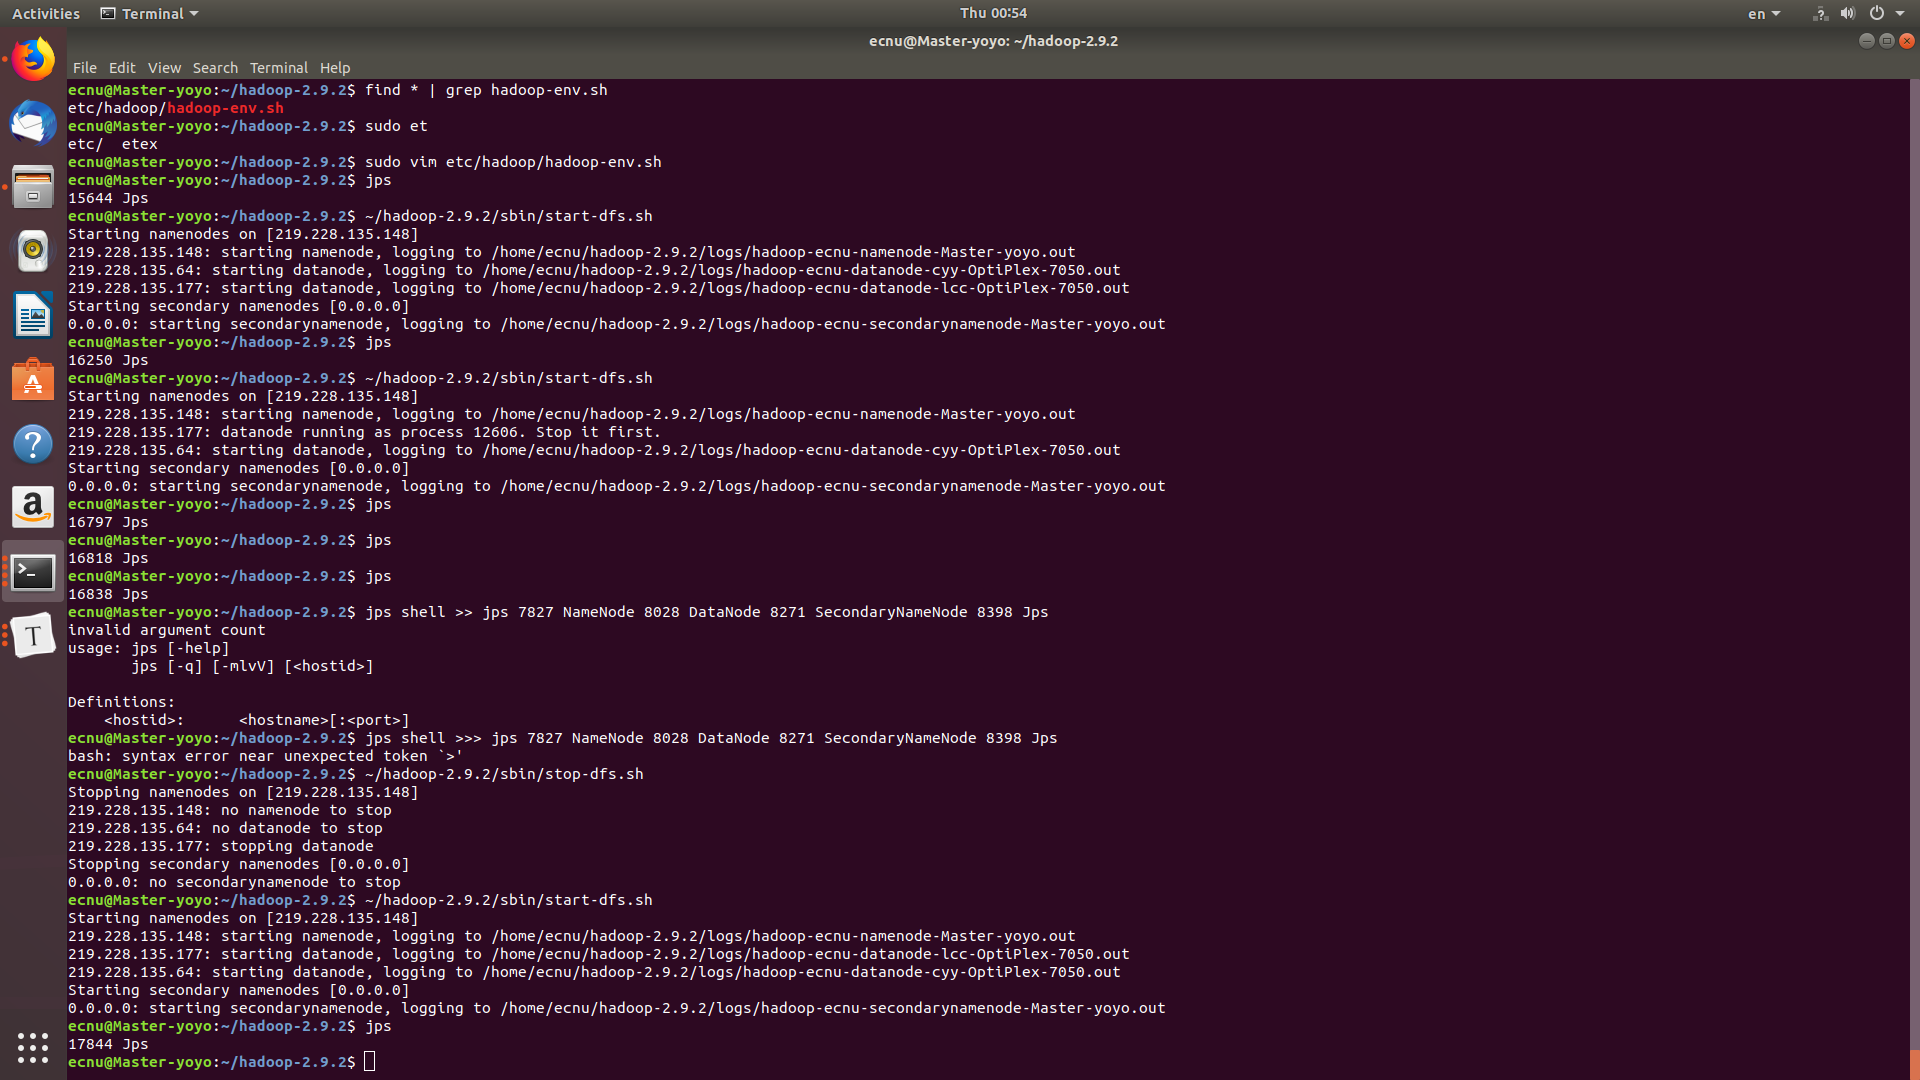 Activities Terminal Thu 00:54 en
ecnu@Master-yoyo: ~/hadoop-2.9.2
File Edit View Search Terminal Help
ecnu@Master-yoyo:~/hadoop-2.9.2$ find * | grep hadoop-env.sh
etc/hadoop/hadoop-env.sh
ecnu@Master-yoyo:~/hadoop-2.9.2$ sudo et
etc/  etex
ecnu@Master-yoyo:~/hadoop-2.9.2$ sudo vim etc/hadoop/hadoop-env.sh
ecnu@Master-yoyo:~/hadoop-2.9.2$ jps
15644 Jps
ecnu@Master-yoyo:~/hadoop-2.9.2$ ~/hadoop-2.9.2/sbin/start-dfs.sh
Starting namenodes on [219.228.135.148]
219.228.135.148: starting namenode, logging to /home/ecnu/hadoop-2.9.2/logs/hadoop-ecnu-namenode-Master-yoyo.out
219.228.135.64: starting datanode, logging to /home/ecnu/hadoop-2.9.2/logs/hadoop-ecnu-datanode-cyy-OptiPlex-7050.out
219.228.135.177: starting datanode, logging to /home/ecnu/hadoop-2.9.2/logs/hadoop-ecnu-datanode-lcc-OptiPlex-7050.out
Starting secondary namenodes [0.0.0.0]
0.0.0.0: starting secondarynamenode, logging to /home/ecnu/hadoop-2.9.2/logs/hadoop-ecnu-secondarynamenode-Master-yoyo.out
ecnu@Master-yoyo:~/hadoop-2.9.2$ jps
16250 Jps
ecnu@Master-yoyo:~/hadoop-2.9.2$ ~/hadoop-2.9.2/sbin/start-dfs.sh
Starting namenodes on [219.228.135.148]
219.228.135.148: starting namenode, logging to /home/ecnu/hadoop-2.9.2/logs/hadoop-ecnu-namenode-Master-yoyo.out
219.228.135.177: datanode running as process 12606. Stop it first.
219.228.135.64: starting datanode, logging to /home/ecnu/hadoop-2.9.2/logs/hadoop-ecnu-datanode-cyy-OptiPlex-7050.out
Starting secondary namenodes [0.0.0.0]
0.0.0.0: starting secondarynamenode, logging to /home/ecnu/hadoop-2.9.2/logs/hadoop-ecnu-secondarynamenode-Master-yoyo.out
ecnu@Master-yoyo:~/hadoop-2.9.2$ jps
16797 Jps
ecnu@Master-yoyo:~/hadoop-2.9.2$ jps
16818 Jps
ecnu@Master-yoyo:~/hadoop-2.9.2$ jps
16838 Jps
ecnu@Master-yoyo:~/hadoop-2.9.2$ jps shell >> jps 7827 NameNode 8028 DataNode 8271 SecondaryNameNode 8398 Jps
invalid argument count
usage: jps [-help]
       jps [-q] [-mlvV] [<hostid>]
Definitions:
    <hostid>:      <hostname>[:<port>]
ecnu@Master-yoyo:~/hadoop-2.9.2$ jps shell >>> jps 7827 NameNode 8028 DataNode 8271 SecondaryNameNode 8398 Jps
bash: syntax error near unexpected token `>'
ecnu@Master-yoyo:~/hadoop-2.9.2$ ~/hadoop-2.9.2/sbin/stop-dfs.sh
Stopping namenodes on [219.228.135.148]
219.228.135.148: no namenode to stop
219.228.135.64: no datanode to stop
219.228.135.177: stopping datanode
Stopping secondary namenodes [0.0.0.0]
0.0.0.0: no secondarynamenode to stop
ecnu@Master-yoyo:~/hadoop-2.9.2$ ~/hadoop-2.9.2/sbin/start-dfs.sh
Starting namenodes on [219.228.135.148]
219.228.135.148: starting namenode, logging to /home/ecnu/hadoop-2.9.2/logs/hadoop-ecnu-namenode-Master-yoyo.out
219.228.135.177: starting datanode, logging to /home/ecnu/hadoop-2.9.2/logs/hadoop-ecnu-datanode-lcc-OptiPlex-7050.out
219.228.135.64: starting datanode, logging to /home/ecnu/hadoop-2.9.2/logs/hadoop-ecnu-datanode-cyy-OptiPlex-7050.out
Starting secondary namenodes [0.0.0.0]
0.0.0.0: starting secondarynamenode, logging to /home/ecnu/hadoop-2.9.2/logs/hadoop-ecnu-secondarynamenode-Master-yoyo.out
ecnu@Master-yoyo:~/hadoop-2.9.2$ jps
17844 Jps
ecnu@Master-yoyo:~/hadoop-2.9.2$